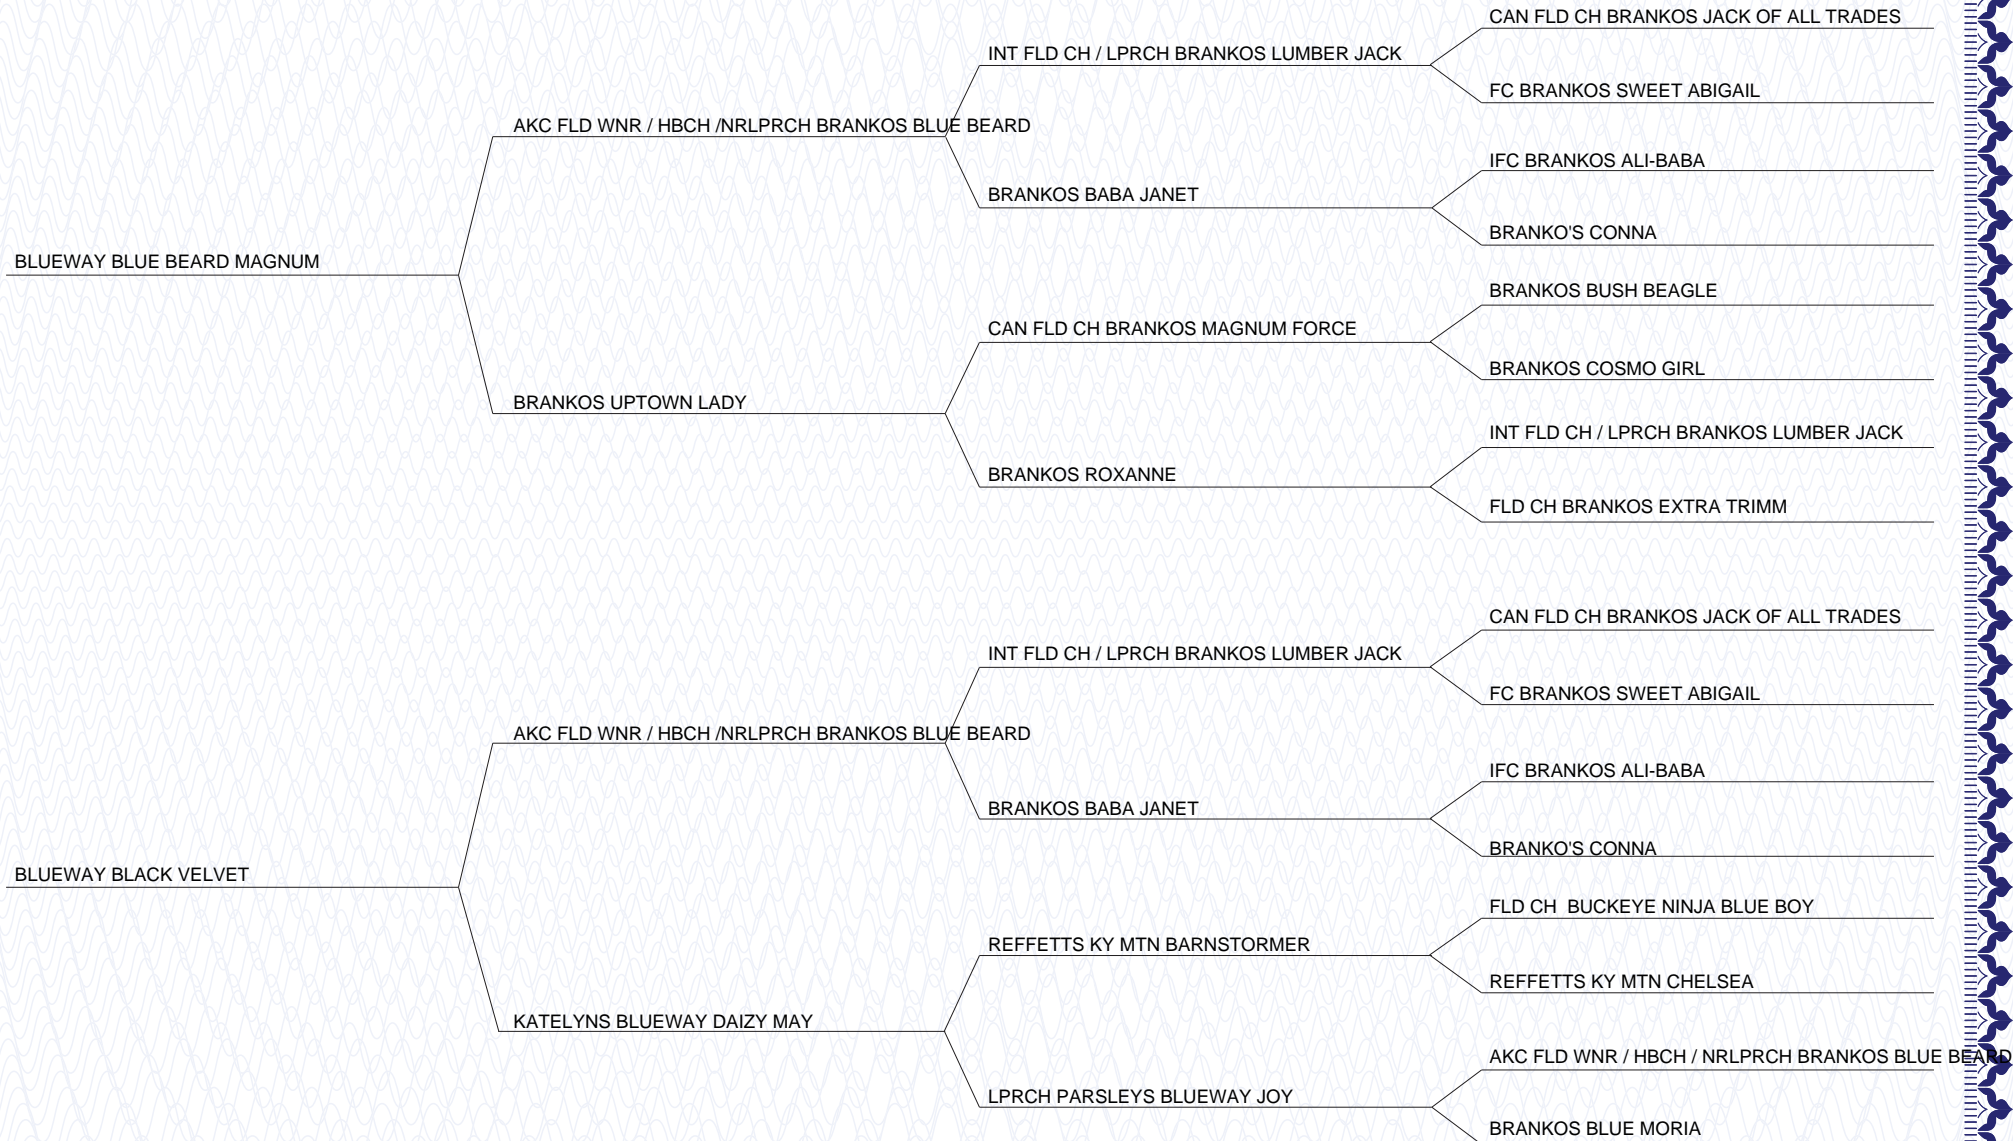 CAN FLD CH BRANKOS JACK OF ALL TRADES
INT FLD CH / LPRCH BRANKOS LUMBER JACK
FC BRANKOS SWEET ABIGAIL
AKC FLD WNR / HBCH /NRLPRCH BRANKOS BLUE BEARD
IFC BRANKOS ALI-BABA
BRANKOS BABA JANET
BRANKO'S CONNA
BLUEWAY BLUE BEARD MAGNUM
BRANKOS BUSH BEAGLE
CAN FLD CH BRANKOS MAGNUM FORCE
BRANKOS COSMO GIRL
BRANKOS UPTOWN LADY
INT FLD CH / LPRCH BRANKOS LUMBER JACK
BRANKOS ROXANNE
FLD CH BRANKOS EXTRA TRIMM
CAN FLD CH BRANKOS JACK OF ALL TRADES
INT FLD CH / LPRCH BRANKOS LUMBER JACK
FC BRANKOS SWEET ABIGAIL
AKC FLD WNR / HBCH /NRLPRCH BRANKOS BLUE BEARD
IFC BRANKOS ALI-BABA
BRANKOS BABA JANET
BRANKO'S CONNA
BLUEWAY BLACK VELVET
FLD CH  BUCKEYE NINJA BLUE BOY
REFFETTS KY MTN BARNSTORMER
REFFETTS KY MTN CHELSEA
KATELYNS BLUEWAY DAIZY MAY
AKC FLD WNR / HBCH / NRLPRCH BRANKOS BLUE BEARD
LPRCH PARSLEYS BLUEWAY JOY
BRANKOS BLUE MORIA